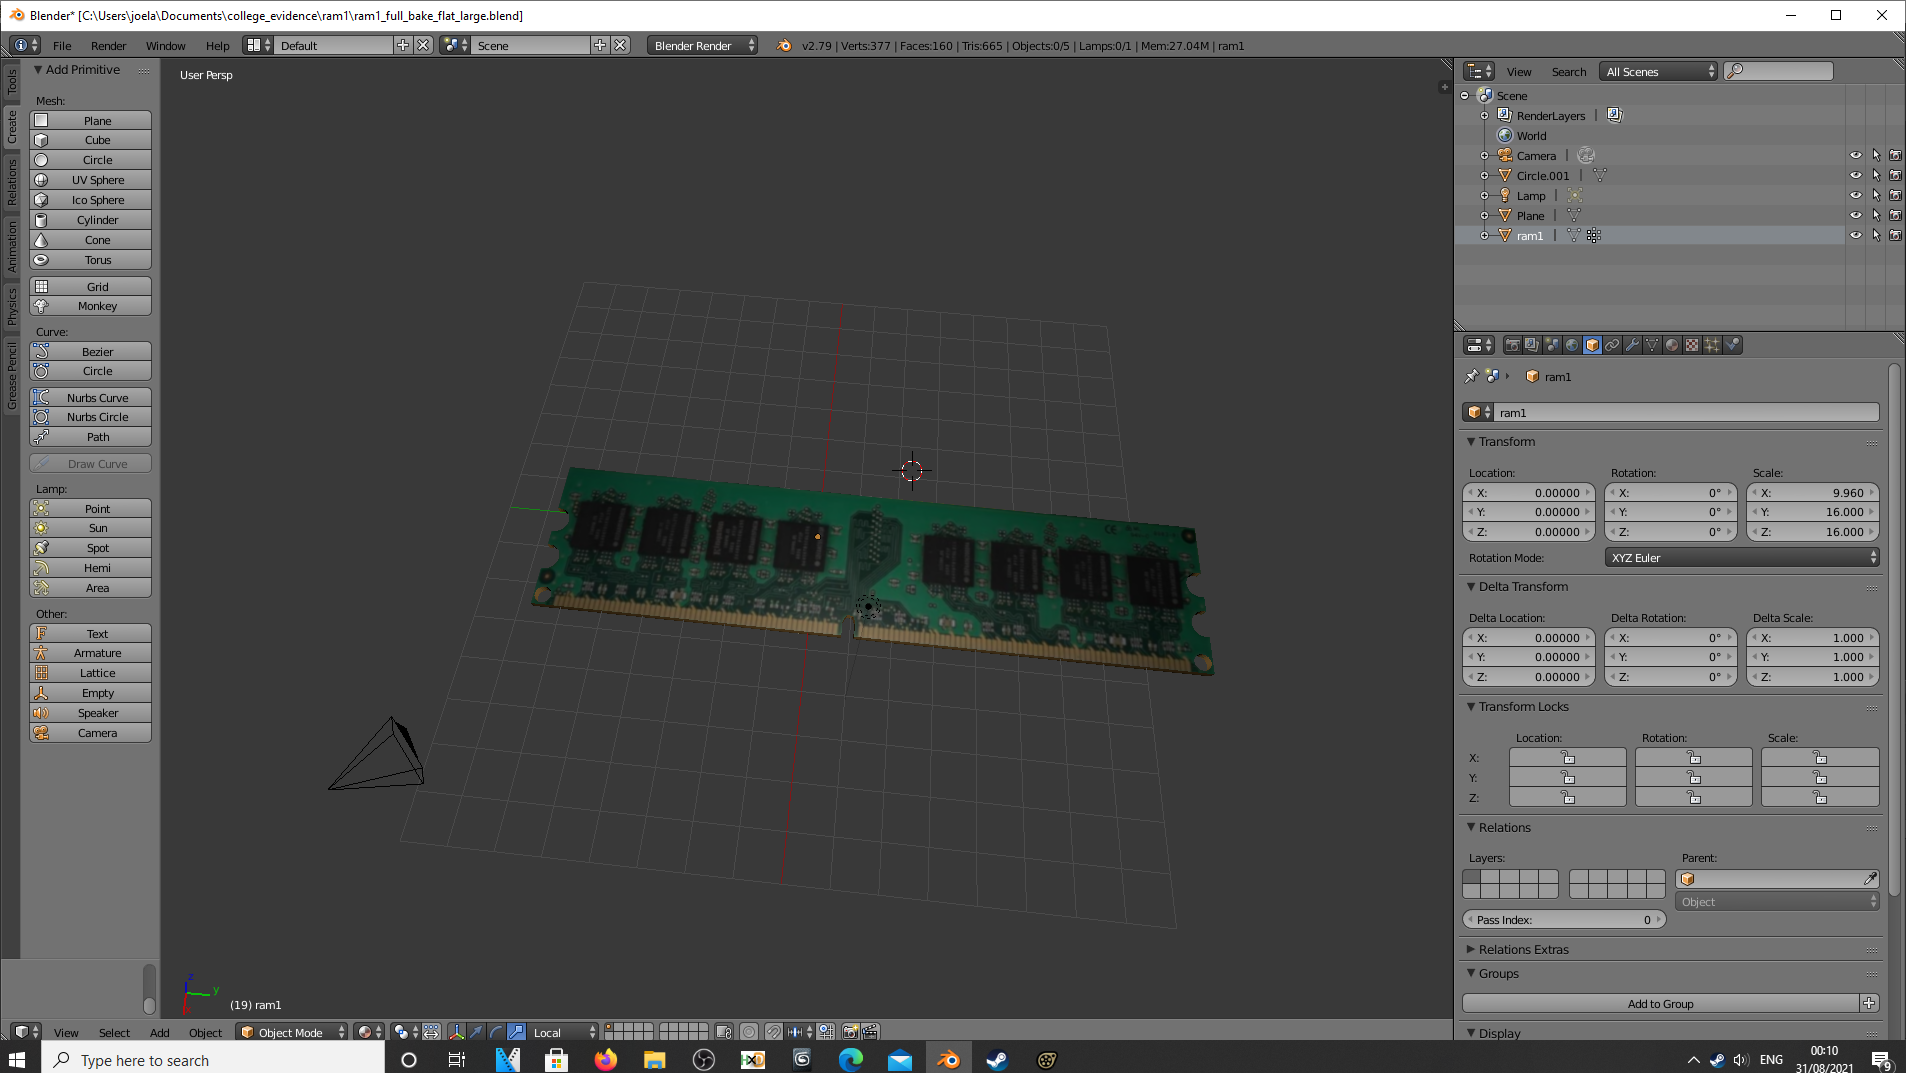 Blender* [C:\Users\joela\Documents\college_evidence\ram1\ram1_full_bake_flat_large.blend]
File Render Window Help Default Scene Blender Render v2.79 | Verts:377 | Faces:160 | Tris:665 | Objects:0/5 | Lamps:0/1 | Mem:27.04M | ram1
Tools
Create
Relations
Animation
Physics
Grease Pencil
Add Primitive
Mesh:
Plane
Cube
Circle
UV Sphere
Ico Sphere
Cylinder
Cone
Torus
Grid
Monkey
Curve:
Bezier
Circle
Nurbs Curve
Nurbs Circle
Path
Draw Curve
Lamp:
Point
Sun
Spot
Hemi
Area
Other:
Text
Armature
Lattice
Empty
Speaker
Camera
User Persp
CE
z
y
x
(19) ram1
View Select Add Object Object Mode Local
View Search All Scenes
Scene
RenderLayers
World
Camera
Circle.001
Lamp
Plane
ram1
ram1
ram1
Transform
Location: Rotation: Scale:
X: 0.00000 X: 0° X: 9.960
Y: 0.00000 Y: 0° Y: 16.000
Z: 0.00000 Z: 0° Z: 16.000
Rotation Mode: XYZ Euler
Delta Transform
Delta Location: Delta Rotation: Delta Scale:
X: 0.00000 X: 0° X: 1.000
Y: 0.00000 Y: 0° Y: 1.000
Z: 0.00000 Z: 0° Z: 1.000
Transform Locks
Location: Rotation: Scale:
X:
Y:
Z:
Relations
Layers: Parent:
Object
Pass Index: 0
Relations Extras
Groups
Add to Group
Display
Type here to search
HXD
ENG
00:10
31/08/2021
9